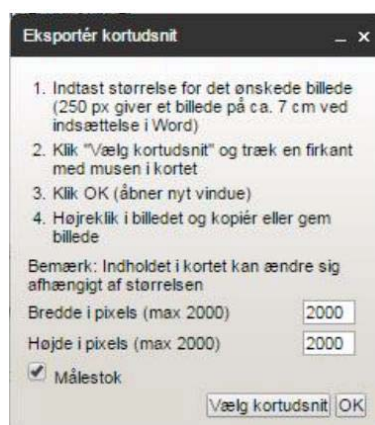 Eksportér kortudsnit
1. Indtast størrelse for det ønskede billede
(250 px giver et billede på ca. 7 cm ved
indsættelse i Word)
2. Klik "Vælg kortudsnit" og træk en firkant
med musen i kortet
3. Klik OK (åbner nyt vindue)
4. Højreklik i billedet og kopiér eller gem
billede
Bemærk: Indholdet i kortet kan ændre sig
afhængigt af størrelsen
Bredde i pixels (max 2000) 2000
Højde i pixels (max 2000) 2000
Målestok
Vælg kortudsnit OK